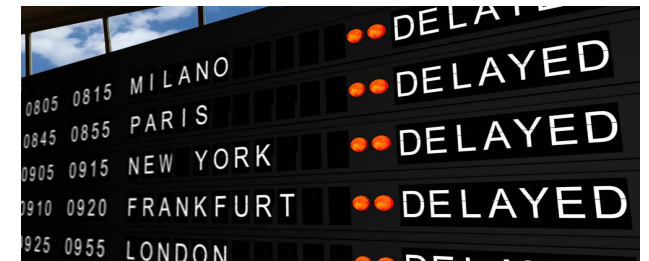 0805 0815 MILANO DELAYED
0845 0855 PARIS DELAYED
0905 0915 NEW YORK DELAYED
0910 0920 FRANKFURT DELAYED
0925 0955 LONDON DELAYED